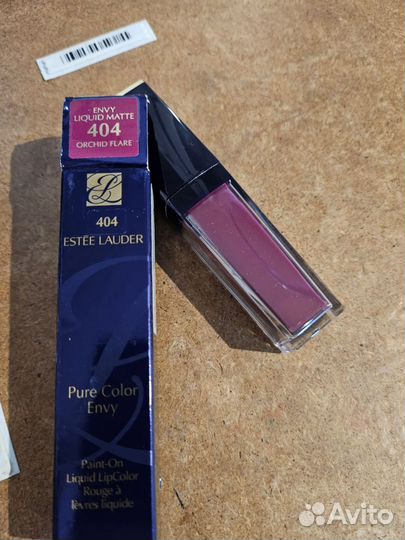 ENVY
LIQUID MATTE
404
ORCHID FLARE
404
ESTĒE LAUDER
Pure Color
Envy
Paint-On
Liquid LipColor
Rouge à
lèvres liquide
Avito